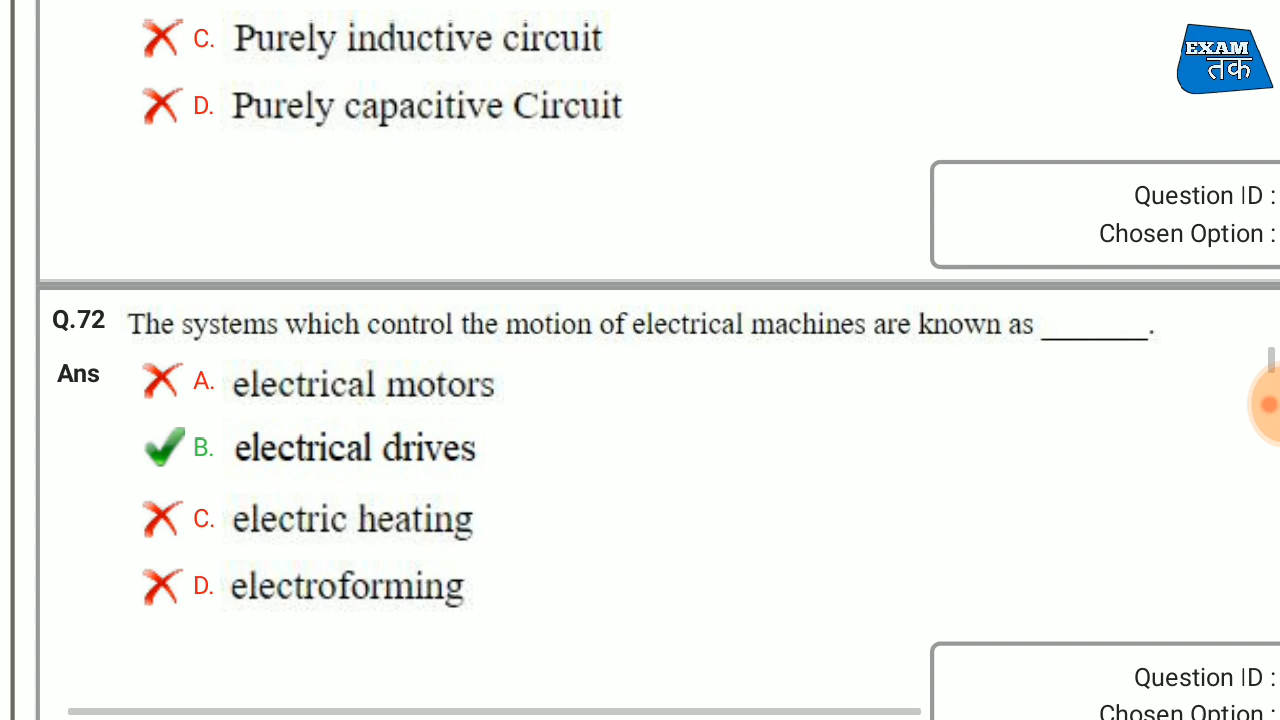 C. Purely inductive circuit
EXAM
तक
D. Purely capacitive Circuit
Question ID :
Chosen Option :
Q.72 The systems which control the motion of electrical machines are known as ________.
Ans A. electrical motors
B. electrical drives
C. electric heating
D. electroforming
Question ID :
Chosen Option :